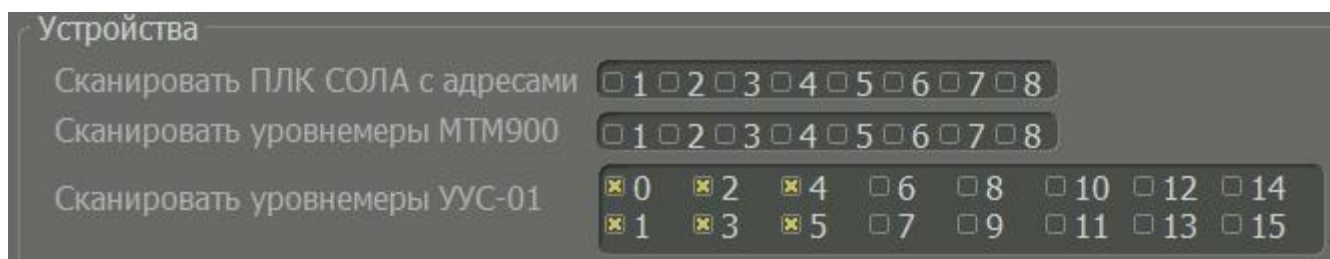 Устройства
Сканировать ПЛК СОЛА с адресами 1 2 3 4 5 6 7 8
Сканировать уровнемеры МТМ900 1 2 3 4 5 6 7 8
Сканировать уровнемеры УУС-01
0 2 4 6 8 10 12 14
1 3 5 7 9 11 13 15